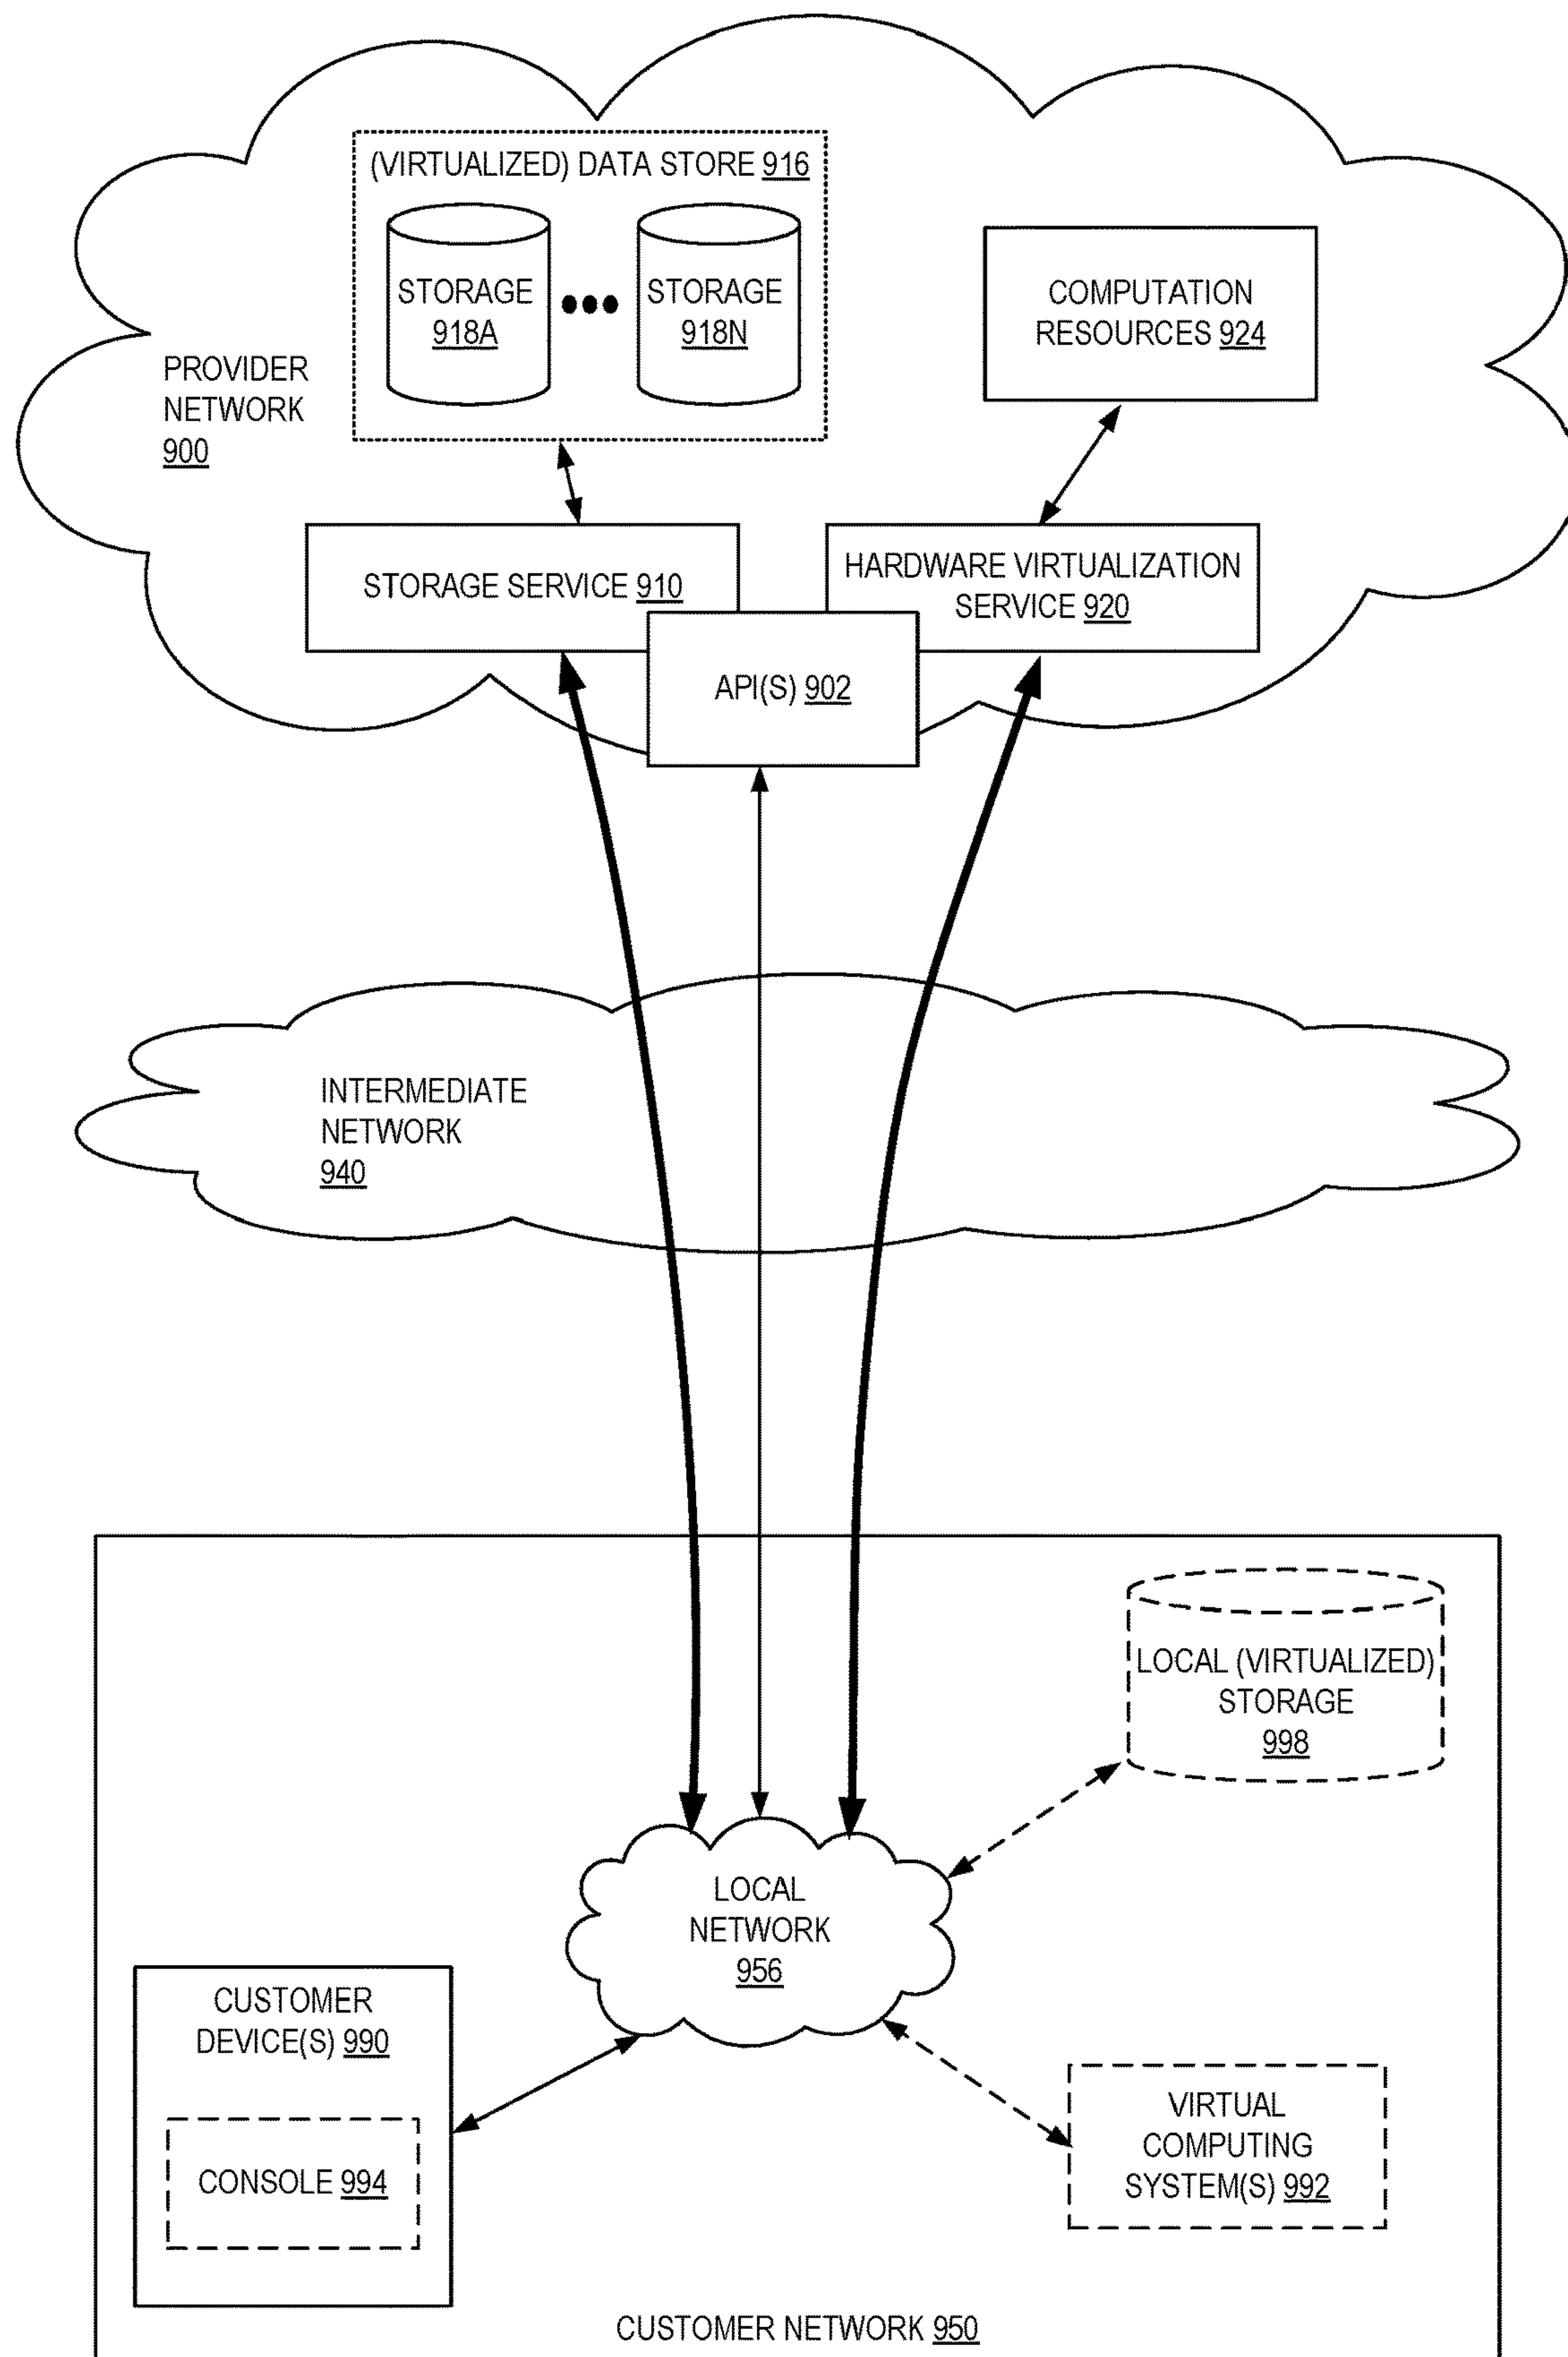 (VIRTUALIZED) DATA STORE 916
STORAGE
918A
STORAGE
918N
COMPUTATION
RESOURCES 924
PROVIDER
NETWORK
900
STORAGE SERVICE 910
HARDWARE VIRTUALIZATION
SERVICE 920
API(S) 902
INTERMEDIATE
NETWORK
940
LOCAL (VIRTUALIZED)
STORAGE
998
LOCAL
NETWORK
956
CUSTOMER
DEVICE(S) 990
CONSOLE 994
VIRTUAL
COMPUTING
SYSTEM(S) 992
CUSTOMER NETWORK 950